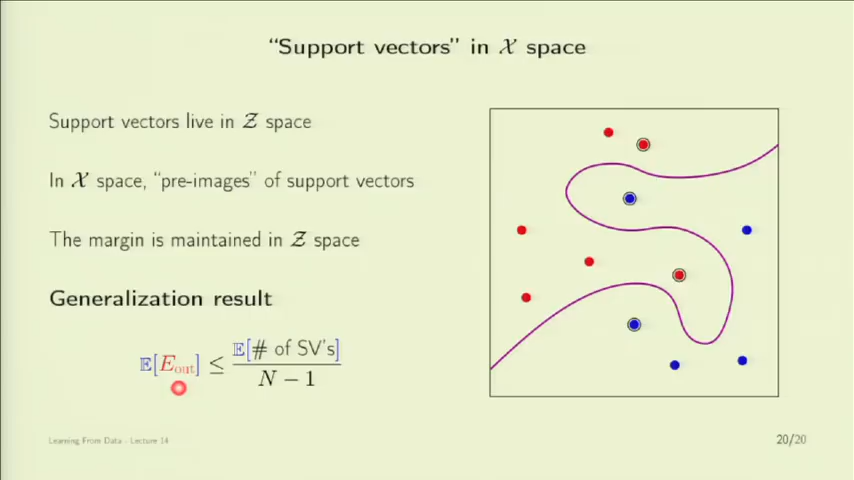 “Support vectors” in 𝒳 space
Support vectors live in 𝒵 space
In 𝒳 space, “pre-images” of support vectors
The margin is maintained in 𝒵 space
Generalization result
𝔼[E_out] ≤ 𝔼[# of SV's] / N − 1
Learning From Data - Lecture 14
20/20